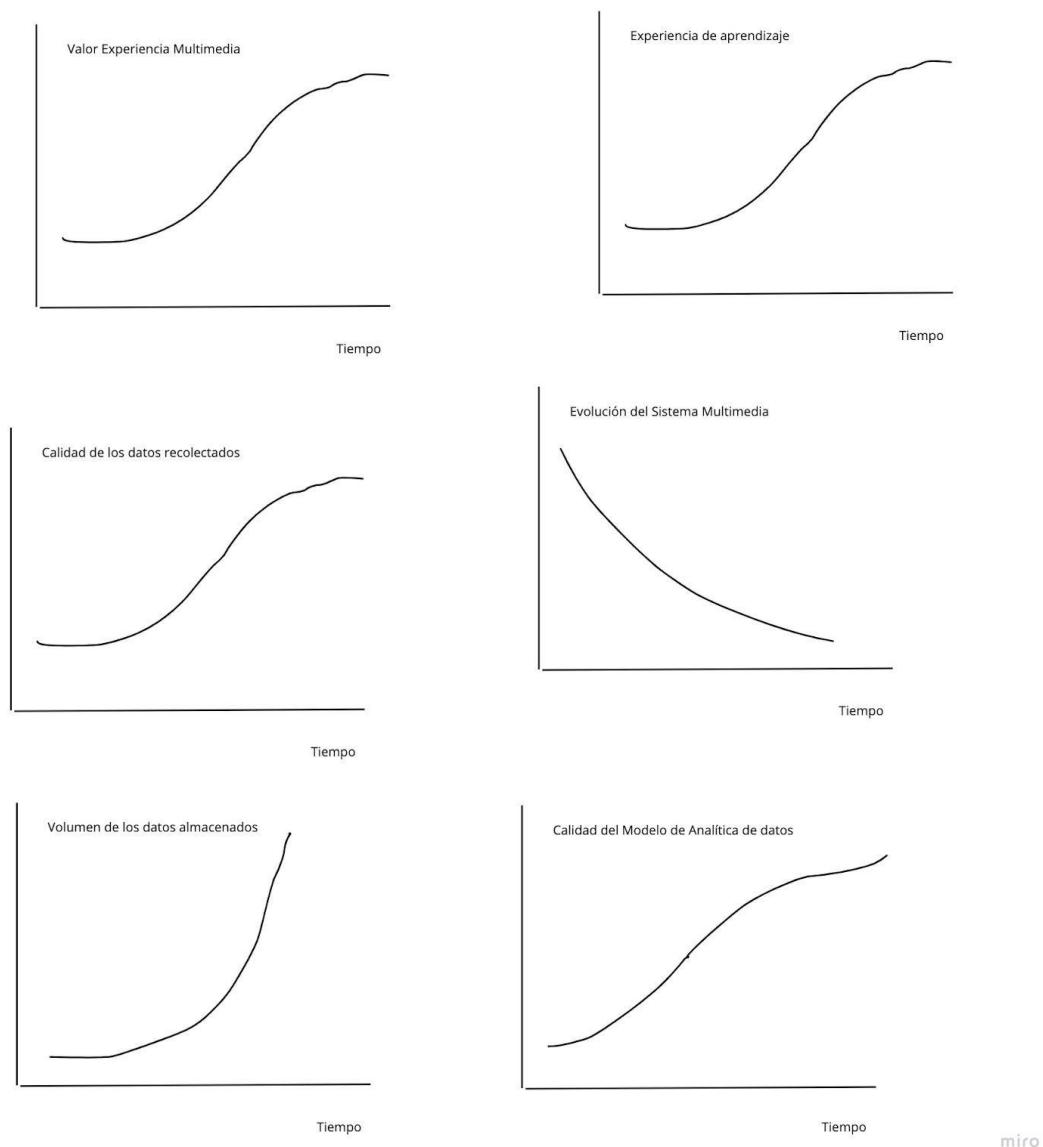 Valor Experiencia Multimedia
Tiempo
Experiencia de aprendizaje
Tiempo
Calidad de los datos recolectados
Tiempo
Evolución del Sistema Multimedia
Tiempo
Volumen de los datos almacenados
Tiempo
Calidad del Modelo de Analítica de datos
Tiempo
miro